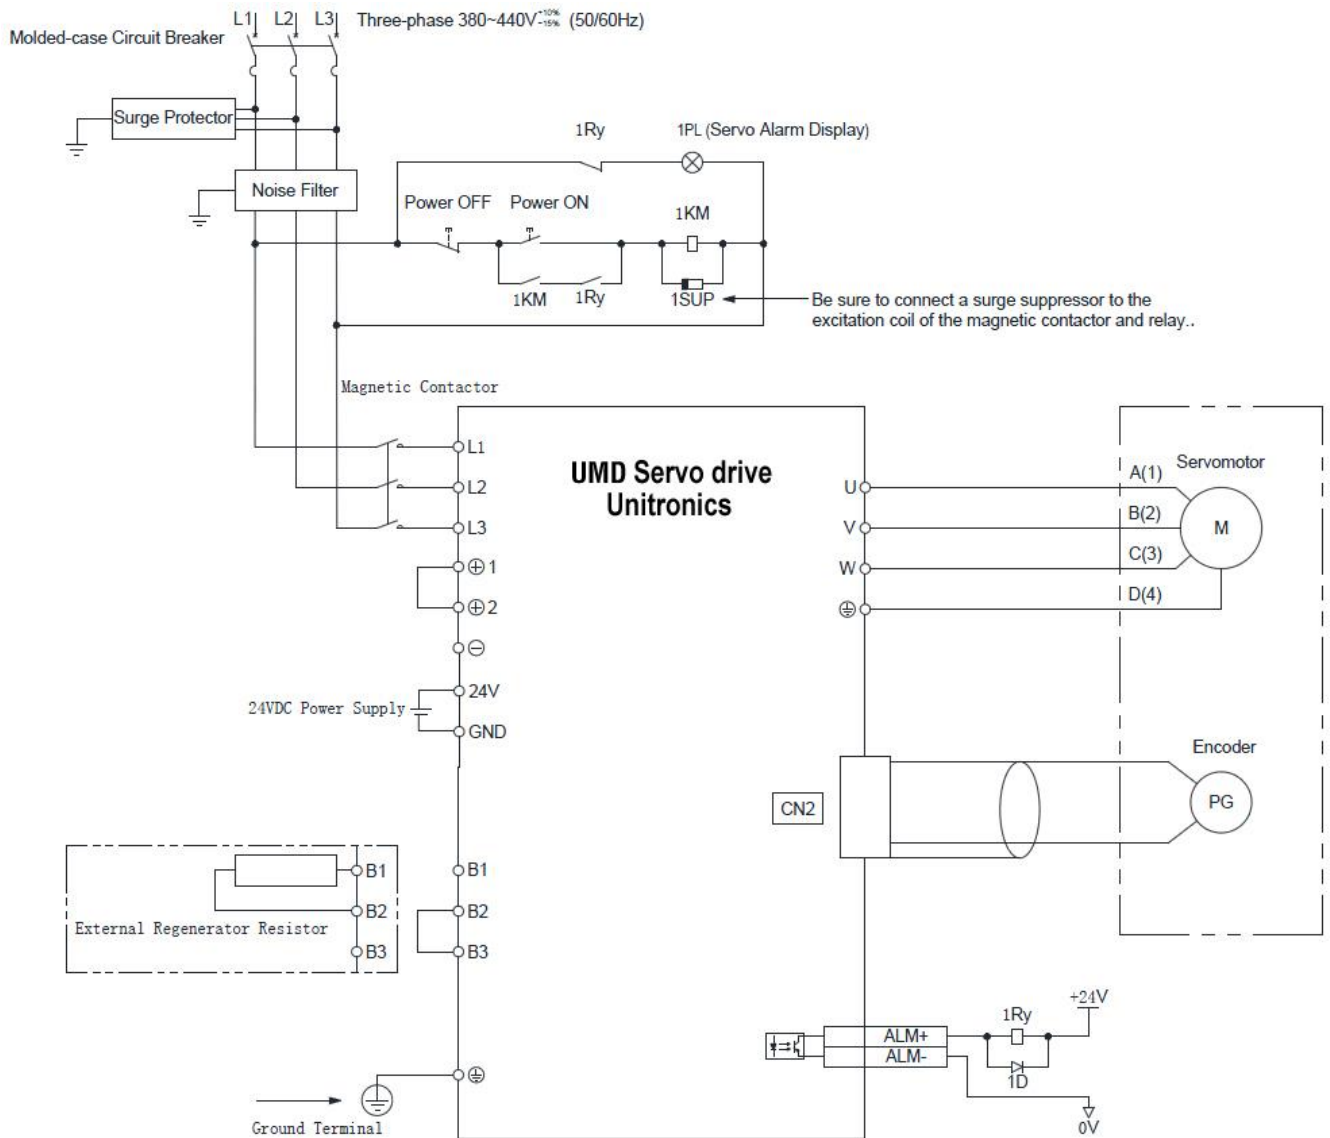 L1 L2 L3 Three-phase 380~440V+10%-15% (50/60Hz)
Molded-case Circuit Breaker
Surge Protector
1Ry 1PL (Servo Alarm Display)
Noise Filter
Power OFF Power ON
1KM
1KM 1Ry 1SUP
Be sure to connect a surge suppressor to the
excitation coil of the magnetic contactor and relay..
Magnetic Contactor
UMD Servo drive
Unitronics
L1
L2
L3
1
2
24V
GND
24VDC Power Supply
U
V
W
A(1)
B(2)
C(3)
D(4)
Servomotor
M
Encoder
PG
CN2
B1
B2
B3
External Regenerator Resistor
B1
B2
B3
ALM+
ALM-
1Ry
+24V
1D
0V
Ground Terminal